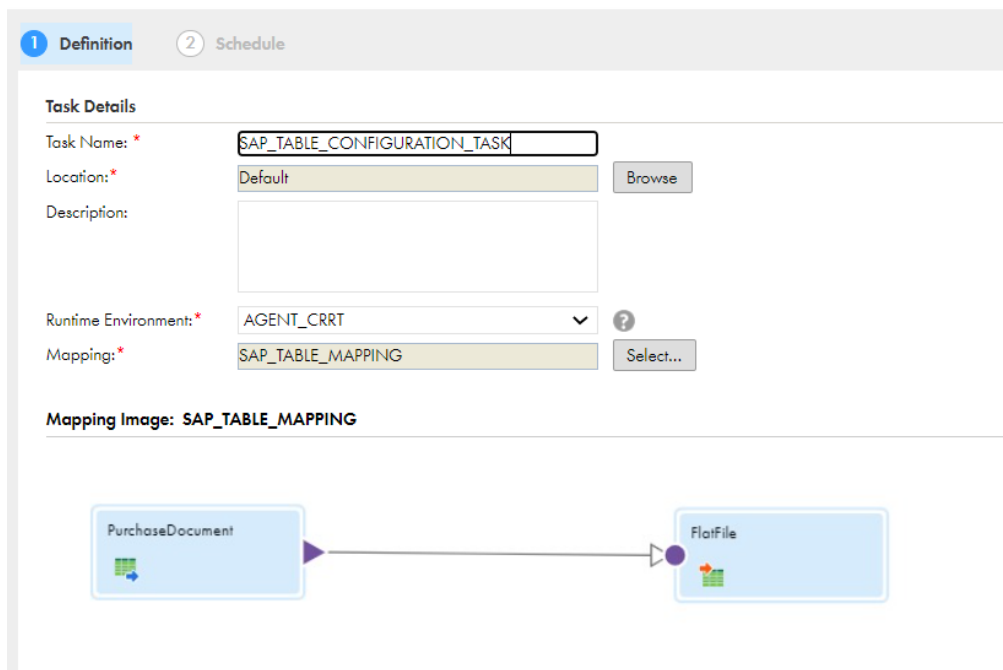 1 Definition 2 Schedule
Task Details
Task Name: * SAP_TABLE_CONFIGURATION_TASK
Location:* Default Browse
Description:
Runtime Environment:* AGENT_CRRT ?
Mapping:* SAP_TABLE_MAPPING Select...
Mapping Image: SAP_TABLE_MAPPING
PurchaseDocument
FlatFile